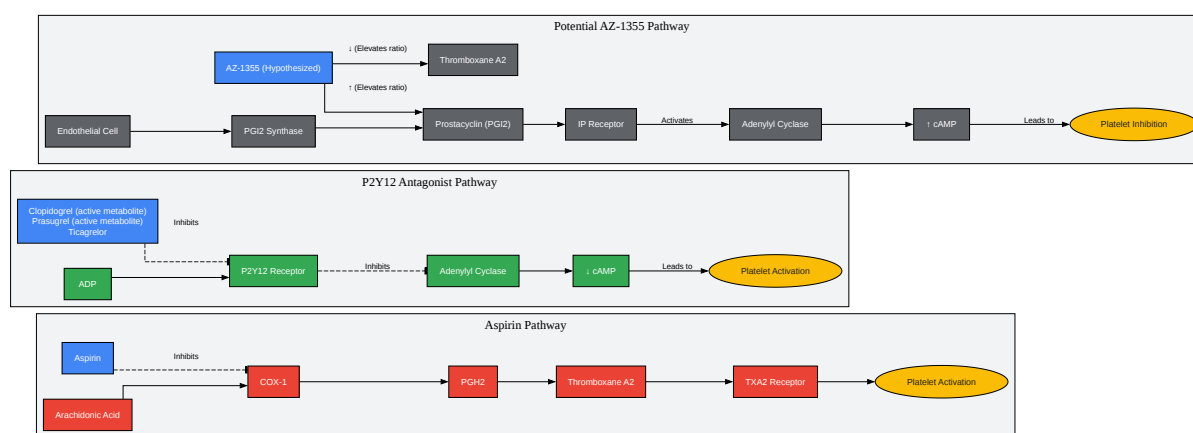 Potential AZ-1355 Pathway
↓ (Elevates ratio)
AZ-1355 (Hypothesized)
Thromboxane A2
↑ (Elevates ratio)
Endothelial Cell
PGI2 Synthase
Prostacyclin (PGI2)
IP Receptor
Activates
Adenylyl Cyclase
↑ cAMP
Leads to
Platelet Inhibition
P2Y12 Antagonist Pathway
Clopidogrel (active metabolite)
Prasugrel (active metabolite)
Ticagrelor
Inhibits
ADP
P2Y12 Receptor
Inhibits
Adenylyl Cyclase
↓ cAMP
Leads to
Platelet Activation
Aspirin Pathway
Aspirin
Inhibits
Arachidonic Acid
COX-1
PGH2
Thromboxane A2
TXA2 Receptor
Platelet Activation